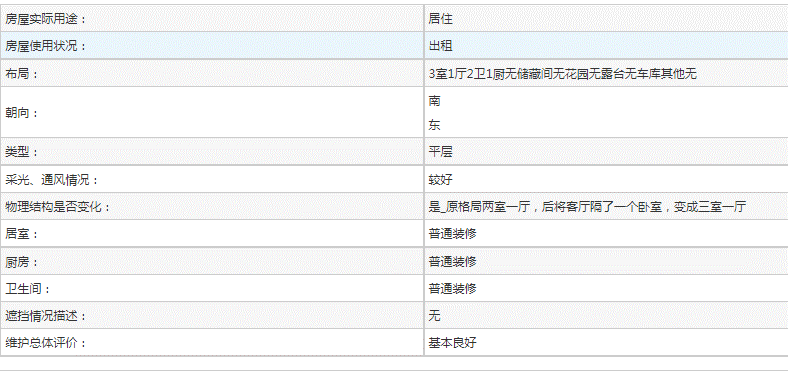 房屋实际用途： 居住
房屋使用状况： 出租
布局： 3室1厅2卫1厨无储藏间无花园无露台无车库其他无
朝向： 南
东
类型： 平层
采光、通风情况： 较好
物理结构是否变化： 是_原格局两室一厅，后将客厅隔了一个卧室，变成三室一厅
居室： 普通装修
厨房： 普通装修
卫生间： 普通装修
遮挡情况描述： 无
维护总体评价： 基本良好